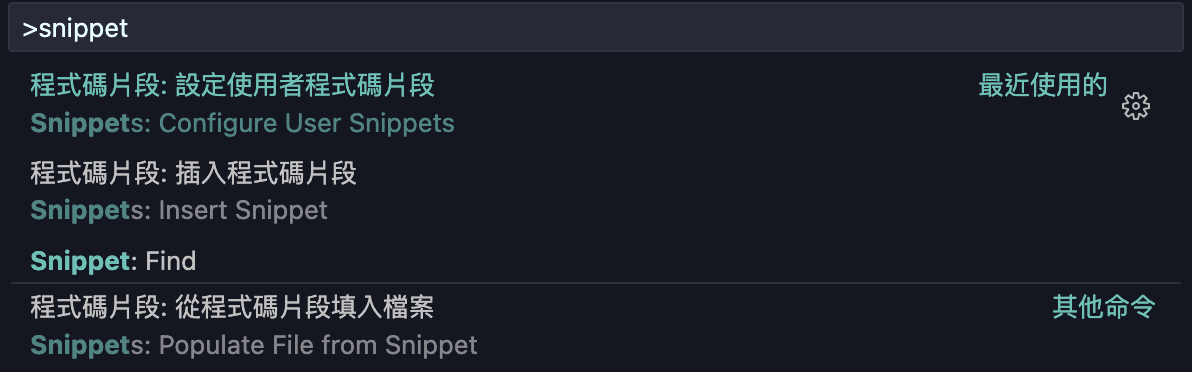 >snippet
程式碼片段: 設定使用者程式碼片段 最近使用的
Snippets: Configure User Snippets
程式碼片段: 插入程式碼片段
Snippets: Insert Snippet
Snippet: Find
程式碼片段: 從程式碼片段填入檔案 其他命令
Snippets: Populate File from Snippet